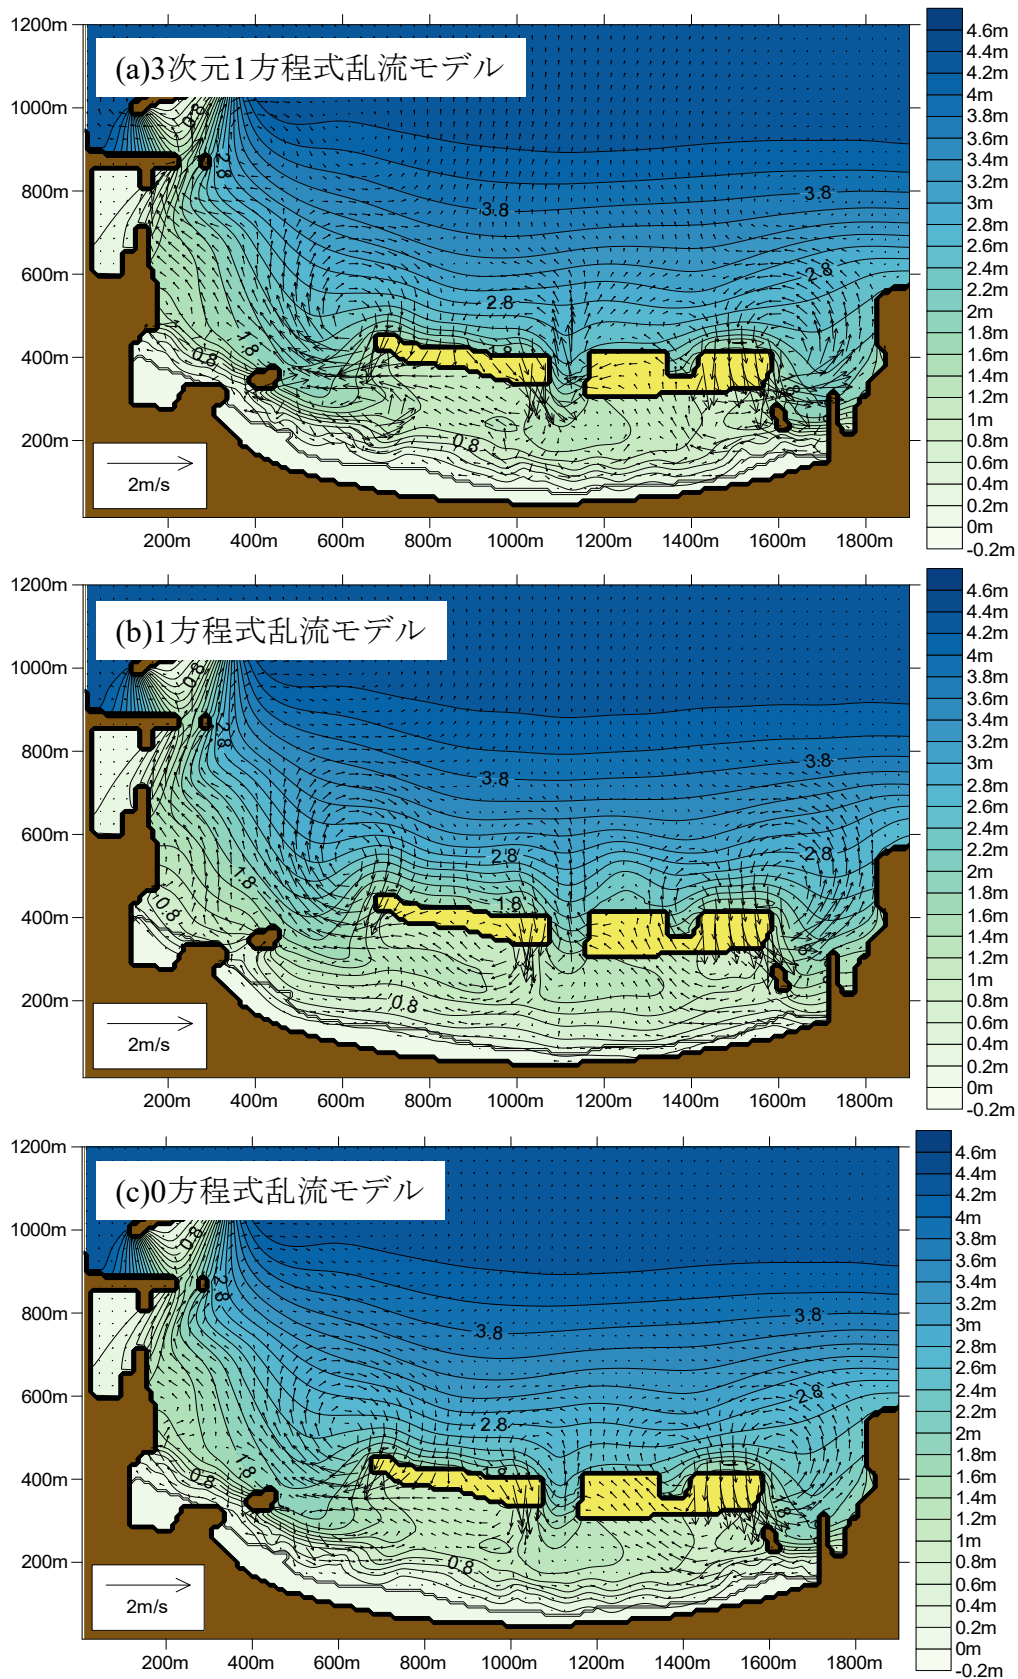 1200m
1000m
800m
600m
400m
200m
(a)3次元1方程式乱流モデル
0.8
2.8
3.8
3.8
2.8
2.8
1.8
0.8
0.8
2m/s
200m 400m 600m 800m 1000m 1200m 1400m 1600m 1800m
4.6m
4.4m
4.2m
4m
3.8m
3.6m
3.4m
3.2m
3m
2.8m
2.6m
2.4m
2.2m
2m
1.8m
1.6m
1.4m
1.2m
1m
0.8m
0.6m
0.4m
0.2m
0m
-0.2m
1200m
1000m
800m
600m
400m
200m
(b)1方程式乱流モデル
0.8
2.8
3.8
3.8
2.8
2.8
1.8
1.8
0.8
0.8
2m/s
200m 400m 600m 800m 1000m 1200m 1400m 1600m 1800m
4.6m
4.4m
4.2m
4m
3.8m
3.6m
3.4m
3.2m
3m
2.8m
2.6m
2.4m
2.2m
2m
1.8m
1.6m
1.4m
1.2m
1m
0.8m
0.6m
0.4m
0.2m
0m
-0.2m
1200m
1000m
800m
600m
400m
200m
(c)0方程式乱流モデル
0.8
2.8
3.8
3.8
2.8
2.8
1.8
0.8
0.8
2m/s
200m 400m 600m 800m 1000m 1200m 1400m 1600m 1800m
4.6m
4.4m
4.2m
4m
3.8m
3.6m
3.4m
3.2m
3m
2.8m
2.6m
2.4m
2.2m
2m
1.8m
1.6m
1.4m
1.2m
1m
0.8m
0.6m
0.4m
0.2m
0m
-0.2m